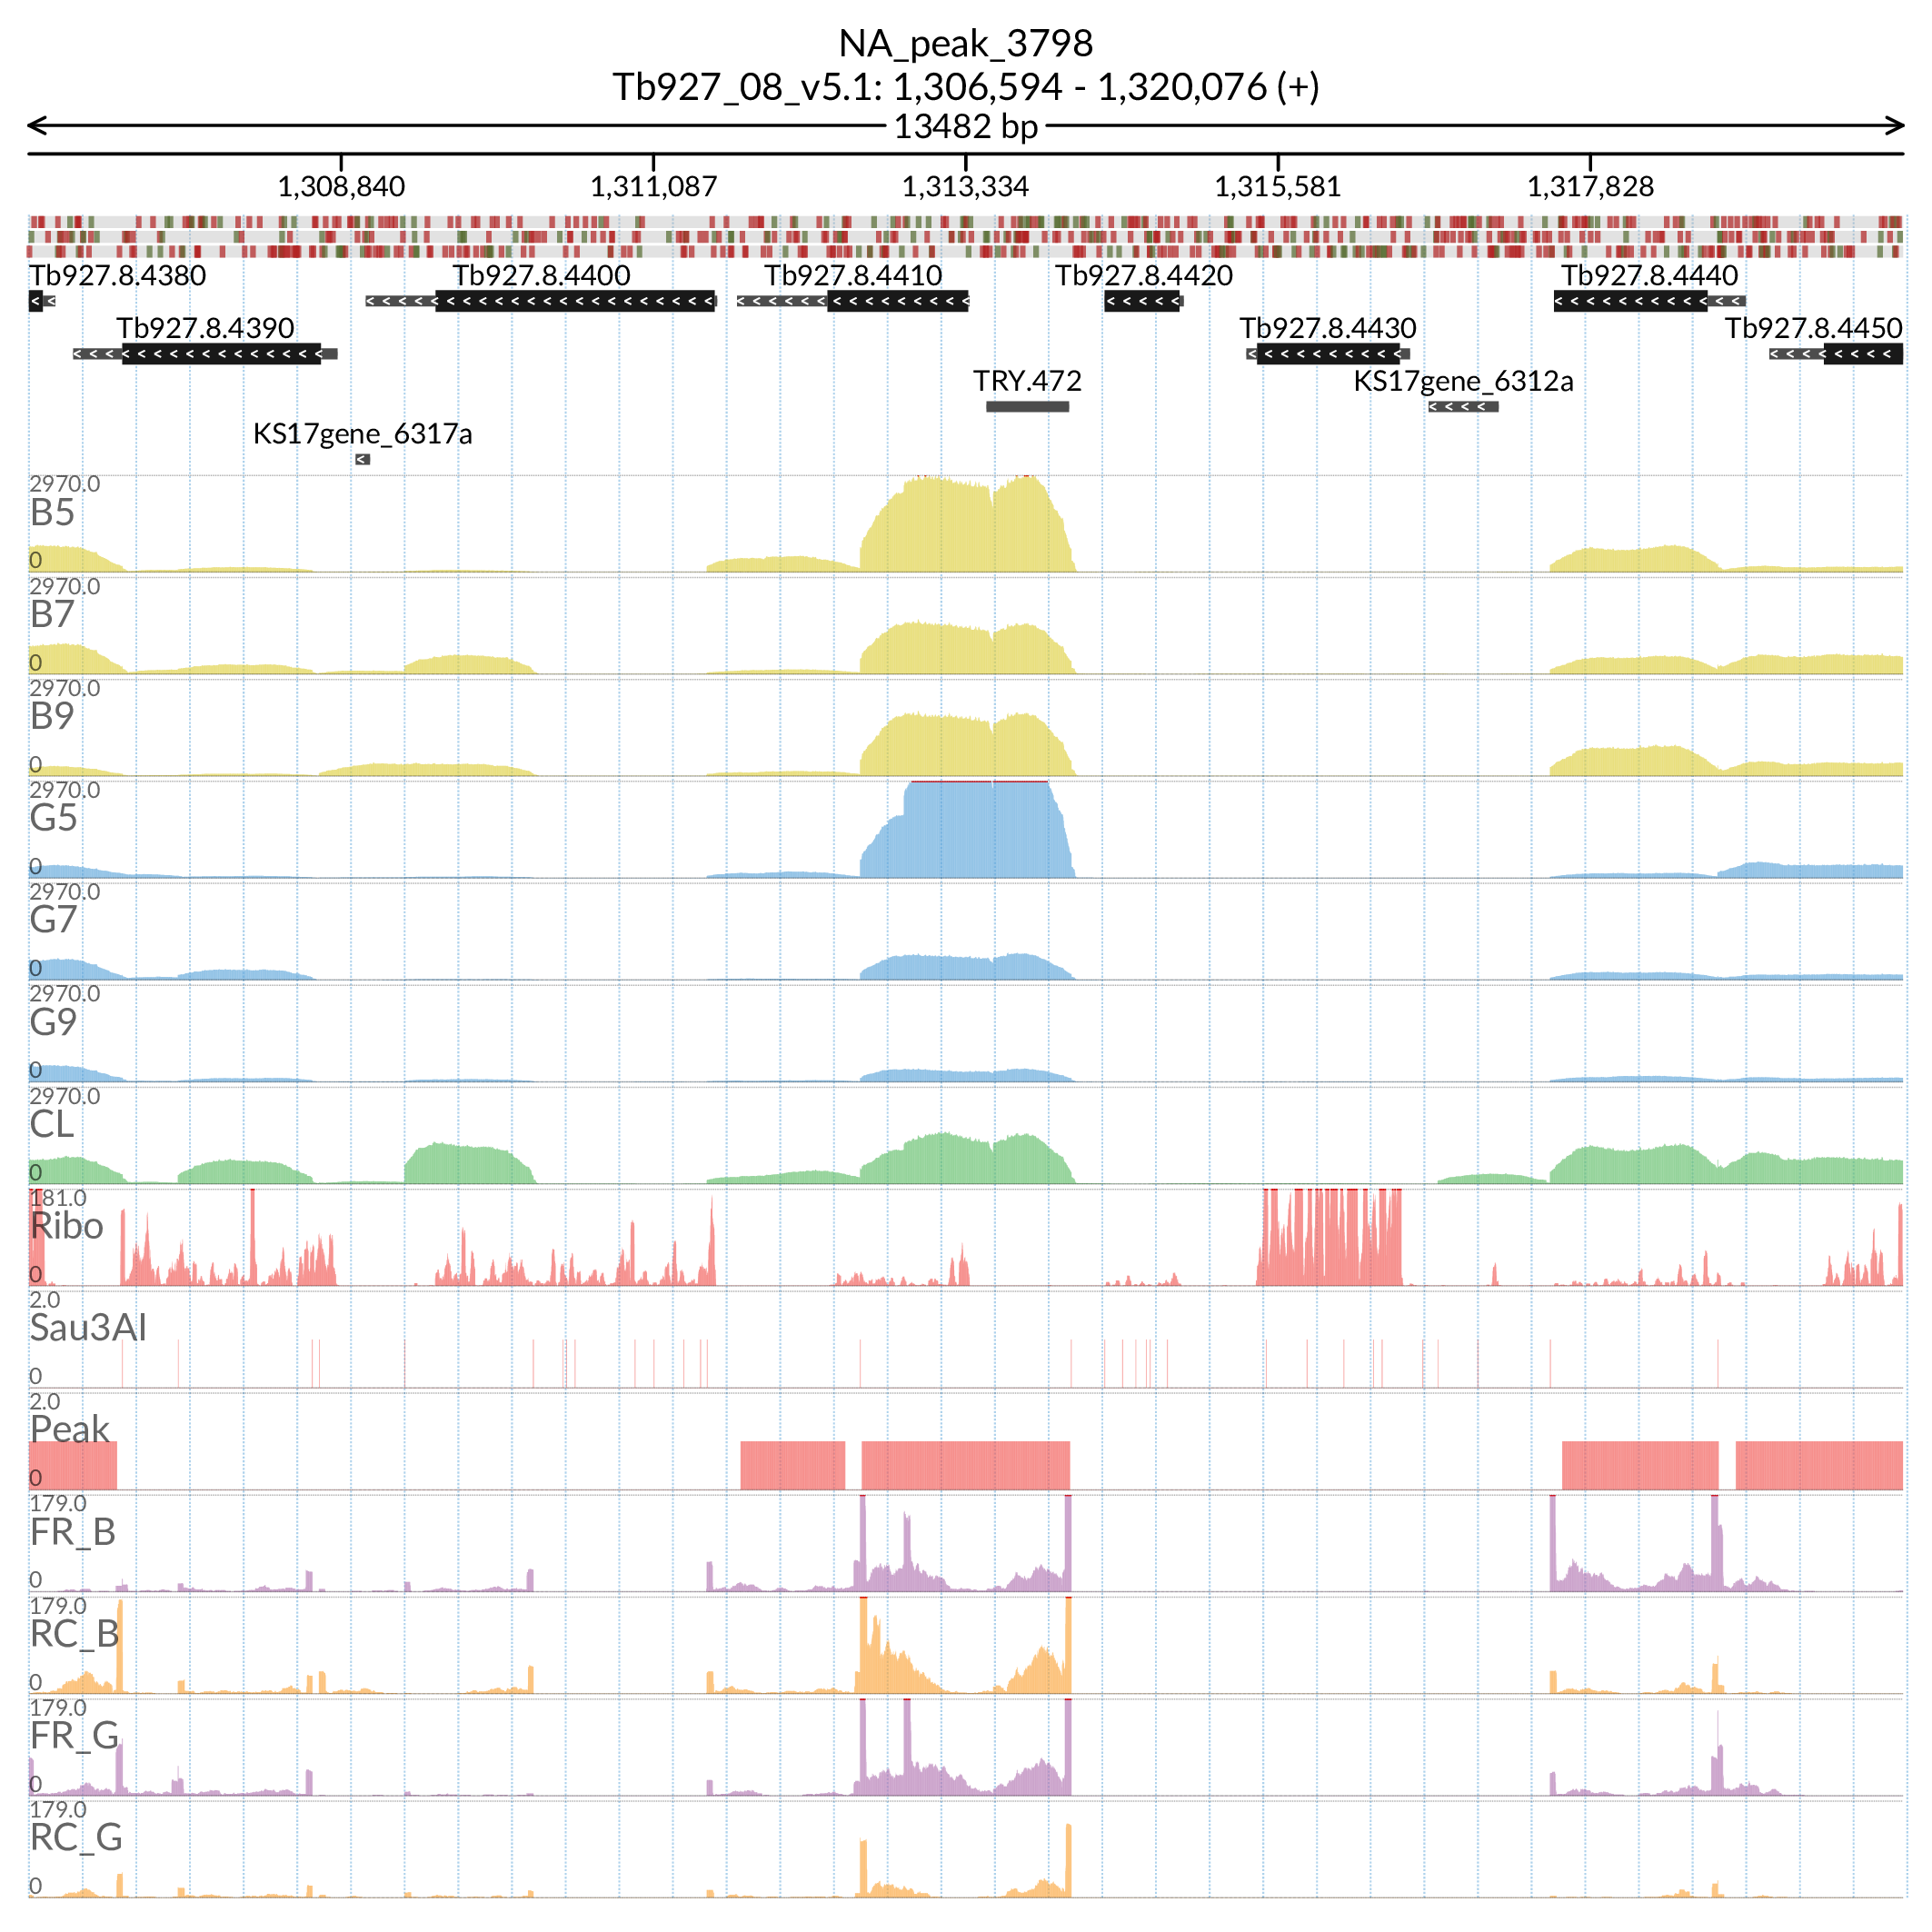 NA_peak_3798
Tb927_08_v5.1: 1,306,594 - 1,320,076 (+)
13482 bp
1,308,840 1,311,087 1,313,334 1,315,581 1,317,828
Tb927.8.4380 Tb927.8.4400 Tb927.8.4410 Tb927.8.4420 Tb927.8.4440
Tb927.8.4390 Tb927.8.4430 Tb927.8.4450
TRY.472 KS17gene_6312a
KS17gene_6317a
2970.0
B5
0
2970.0
B7
0
2970.0
B9
0
2970.0
G5
0
2970.0
G7
0
2970.0
G9
0
2970.0
CL
0
181.0
Ribo
0
2.0
Sau3AI
0
2.0
Peak
0
179.0
FR_B
0
179.0
RC_B
0
179.0
FR_G
0
179.0
RC_G
0